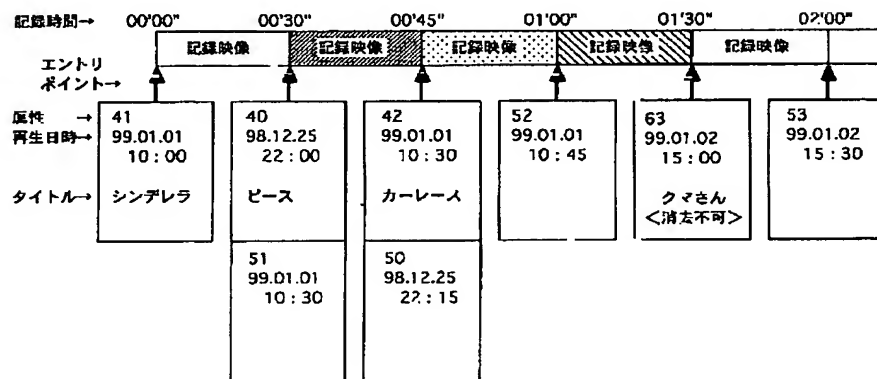 記録時間→ 00'00" 00'30" 00'45" 01'00" 01'30" 02'00"
記録映像 記録映像 記録映像 記録映像 記録映像
エントリ
ポイント→
属性 → 41 40 42 52 63 53
再生日時→ 99.01.01 98.12.25 99.01.01 99.01.01 99.01.02 99.01.02
10:00 22:00 10:30 10:45 15:00 15:30
タイトル→ シンデレラ ピース カーレース クマさん
<消去不可>
51 50
99.01.01 98.12.25
10:30 22:15